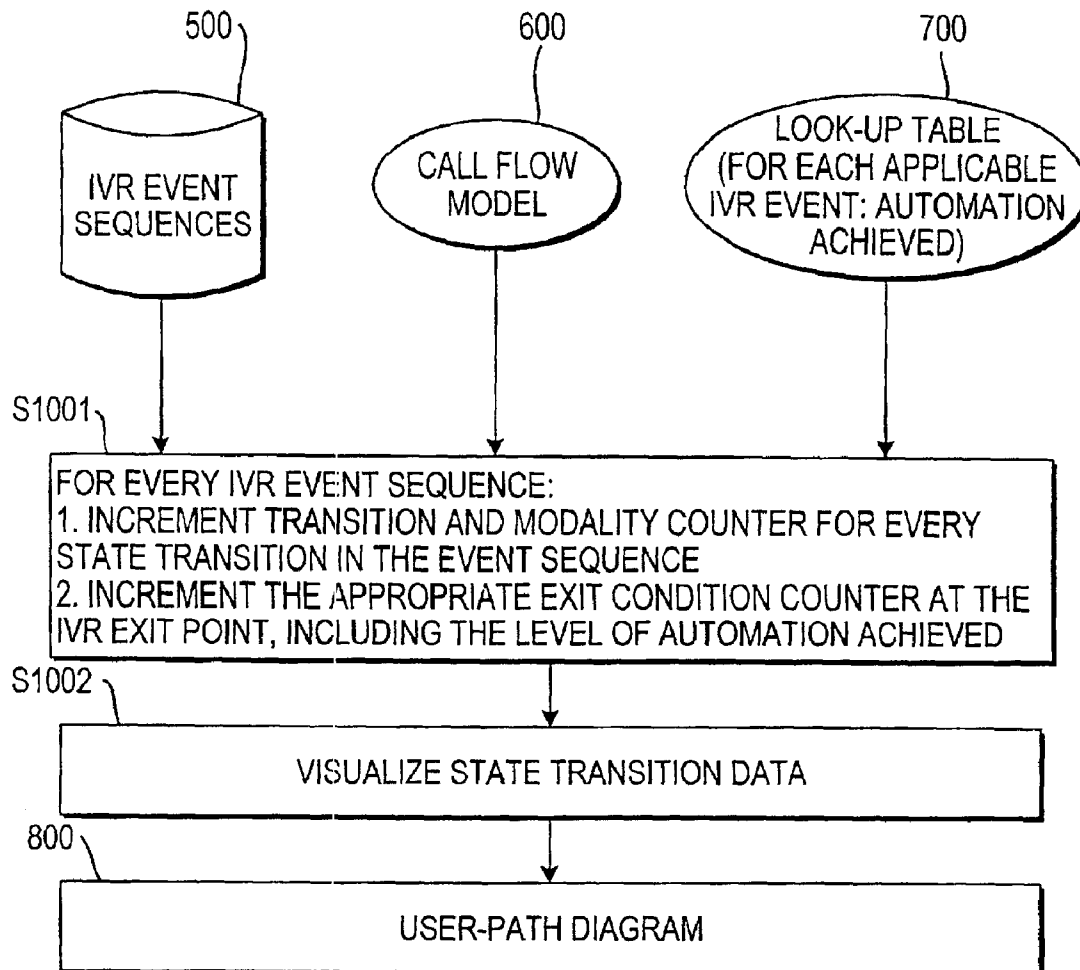 500
600
700
IVR EVENT
SEQUENCES
CALL FLOW
MODEL
LOOK-UP TABLE
(FOR EACH APPLICABLE
IVR EVENT: AUTOMATION
ACHIEVED)
S1001
FOR EVERY IVR EVENT SEQUENCE:
1. INCREMENT TRANSITION AND MODALITY COUNTER FOR EVERY
STATE TRANSITION IN THE EVENT SEQUENCE
2. INCREMENT THE APPROPRIATE EXIT CONDITION COUNTER AT THE
IVR EXIT POINT, INCLUDING THE LEVEL OF AUTOMATION ACHIEVED
S1002
VISUALIZE STATE TRANSITION DATA
800
USER-PATH DIAGRAM